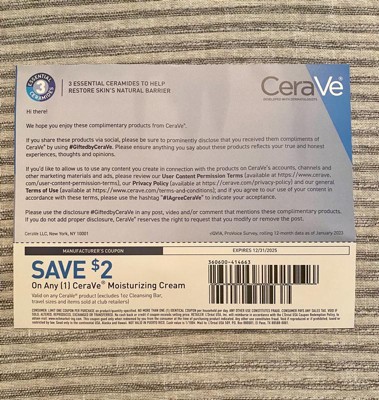 ESSENTIAL
3
CERAMIDES
3 ESSENTIAL CERAMIDES TO HELP
RESTORE SKIN'S NATURAL BARRIER
CeraVe®
DEVELOPED WITH DERMATOLOGISTS
Hi there!
We hope you enjoy these complimentary products from CeraVe®.
If you share these products via social, please be sure to prominently disclose that you received them compliments of
CeraVe® by using #GiftedbyCeraVe. Please ensure anything you say about these products reflects your true and honest
experiences, thoughts and opinions.
If you'd like to allow us to use any content you create in connection with the products on CeraVe's accounts, channels and
other marketing materials and ads, please review our User Content Permission Terms (available at https://www.cerave.
com/user-content-permission-terms), our Privacy Policy (available at https://cerave.com/privacy-policy) and our general
Terms of Use (available at https://www.cerave.com/terms-and-conditions); and if you agree to our use of your content in
accordance with these terms, please use the hashtag "#IAgreeCeraVe" to indicate your acceptance.
Please use the disclosure #GiftedbyCeraVe in any post, video and/or comment that mentions these complimentary products.
If you do not add proper disclosure, CeraVe® reserves the right to request that you modify or remove the post.
CeraVe LLC, New York, NY 10001
MANUFACTURER'S COUPON
EXPIRES 12/31/2025
SAVE $2
On Any (1) CeraVe® Moisturizing Cream
Valid on any CeraVe® product (excludes 1oz Cleansing Bar,
travel sizes and items sold at club retailers)
360600-414663